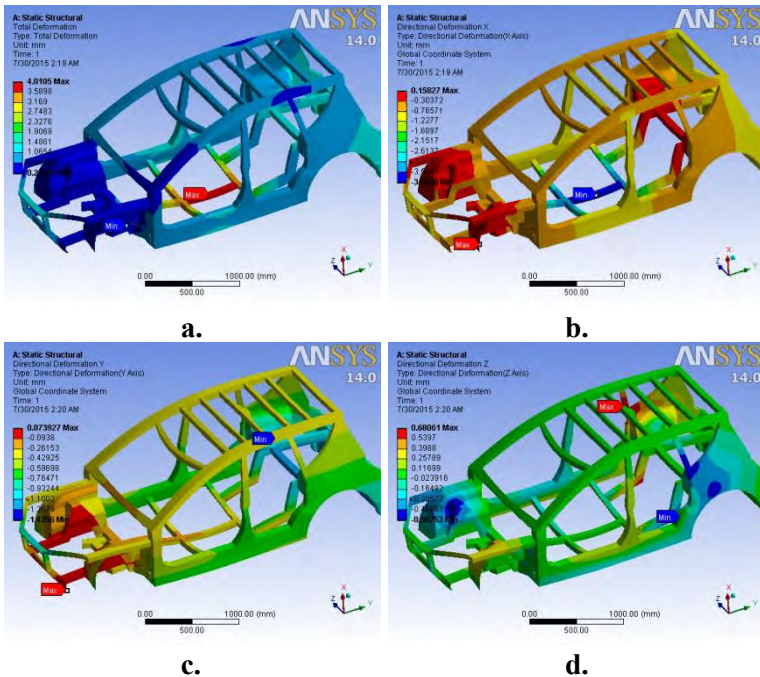 A: Static Structural
Total Deformation
Type: Total Deformation
Unit: mm
Time: 1
7/30/2015 2:19 AM
4.0105 Max
3.5898
3.169
2.7483
2.3276
1.9069
1.4861
1.0654
ANSYS
14.0
Max
Min
0.00
1000.00 (mm)
500.00
X
Y
Z
a.
A: Static Structural
Directional Deformation X
Type: Directional Deformation(X Axis)
Unit: mm
Global Coordinate System
Time: 1
7/30/2015 2:19 AM
0.15827 Max
-0.30372
-0.76571
-1.2277
-1.6897
-2.1517
ANSYS
14.0
Min
Max
0.00
1000.00 (mm)
500.00
X
Y
Z
b.
A: Static Structural
Directional Deformation Y
Type: Directional Deformation(Y Axis)
Unit: mm
Global Coordinate System
Time: 1
7/30/2015 2:20 AM
0.073927 Max
-0.0938
-0.26153
-0.42925
-0.59698
-0.76471
-0.93244
ANSYS
14.0
Min
Max
0.00
1000.00 (mm)
500.00
X
Y
Z
c.
A: Static Structural
Directional Deformation Z
Type: Directional Deformation(Z Axis)
Unit: mm
Global Coordinate System
Time: 1
7/30/2015 2:20 AM
0.68061 Max
0.5397
0.3988
0.25789
0.11699
-0.023916
ANSYS
14.0
Max
Min
0.00
1000.00 (mm)
500.00
X
Y
Z
d.